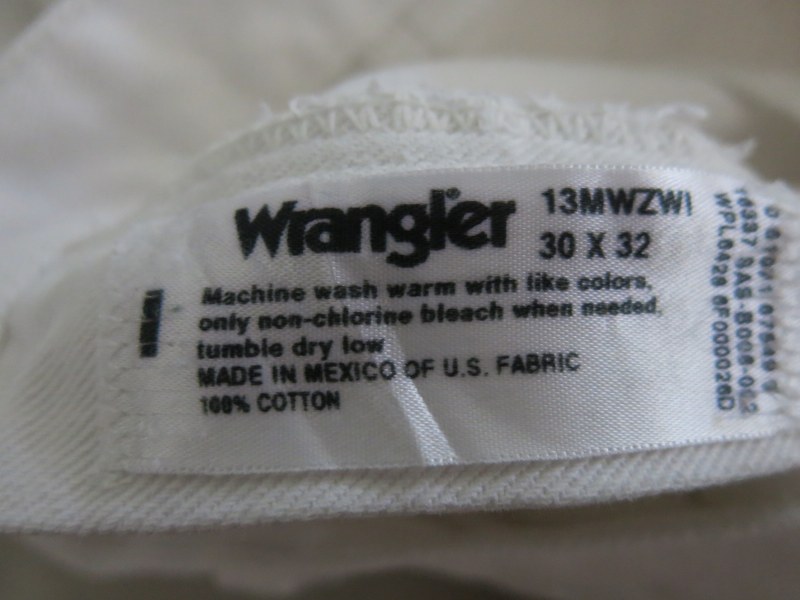 Wrangler®
13MWZWI
30 X 32
Machine wash warm with like colors,
only non-chlorine bleach when needed,
tumble dry low
MADE IN MEXICO OF U.S. FABRIC
100% COTTON